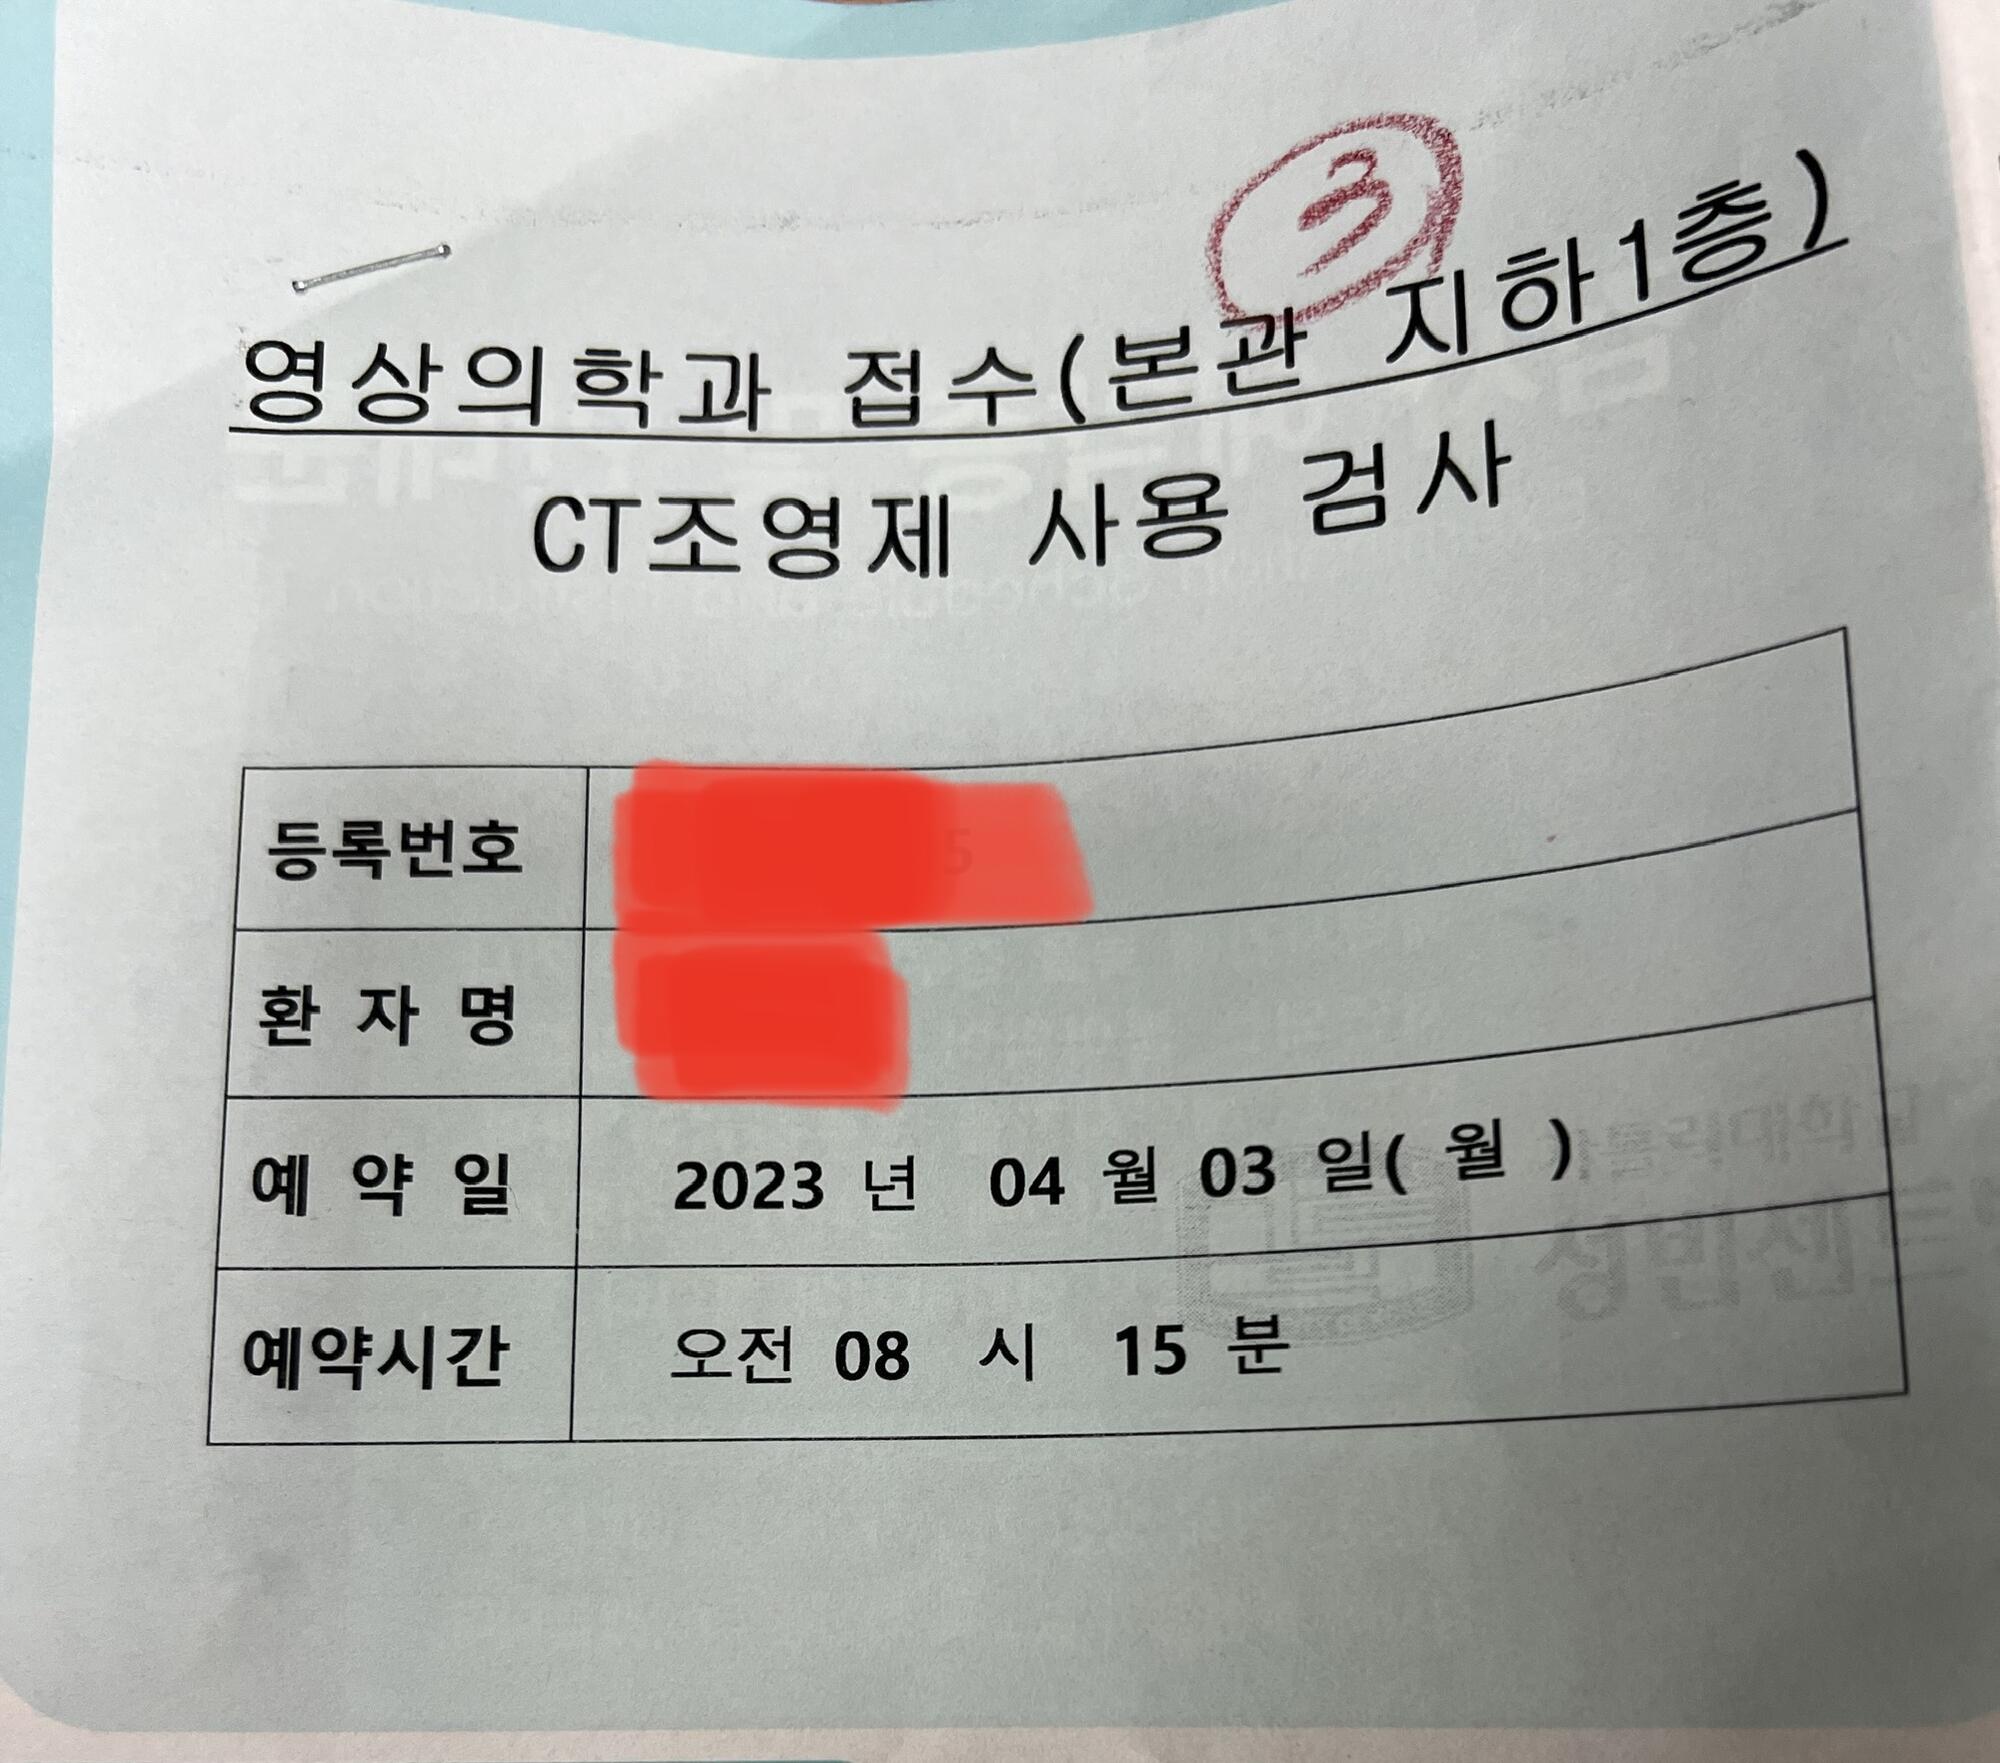 3
영상의학과 접수(본관 지하1층)
CT조영제 사용 검사
등록번호 5
환 자 명
예 약 일 2023 년 04 월 03 일( 월 )
예약시간 오전 08 시 15 분